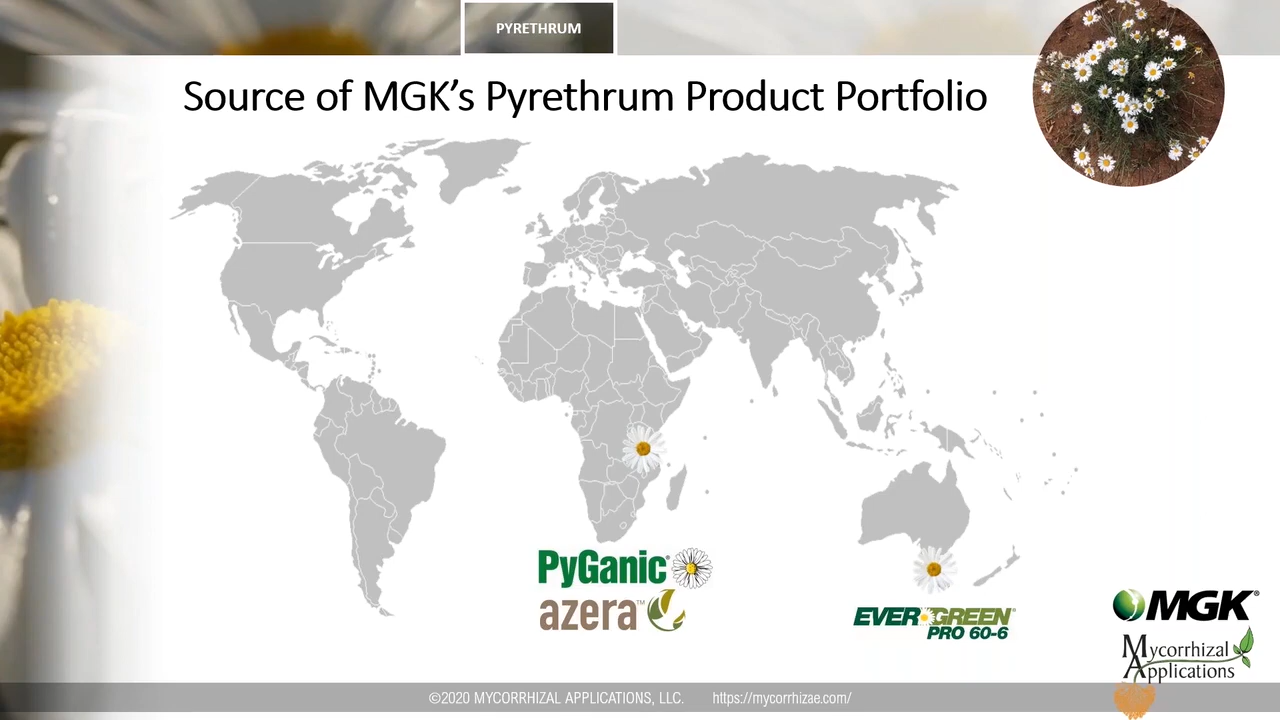 PYRETHRUM
Source of MGK's Pyrethrum Product Portfolio
PyGanic®
azera™
EVERGREEN®
PRO 60-6
MGK®
Mycorrhizal
Applications
©2020 MYCORRHIZAL APPLICATIONS, LLC. https://mycorrhizae.com/